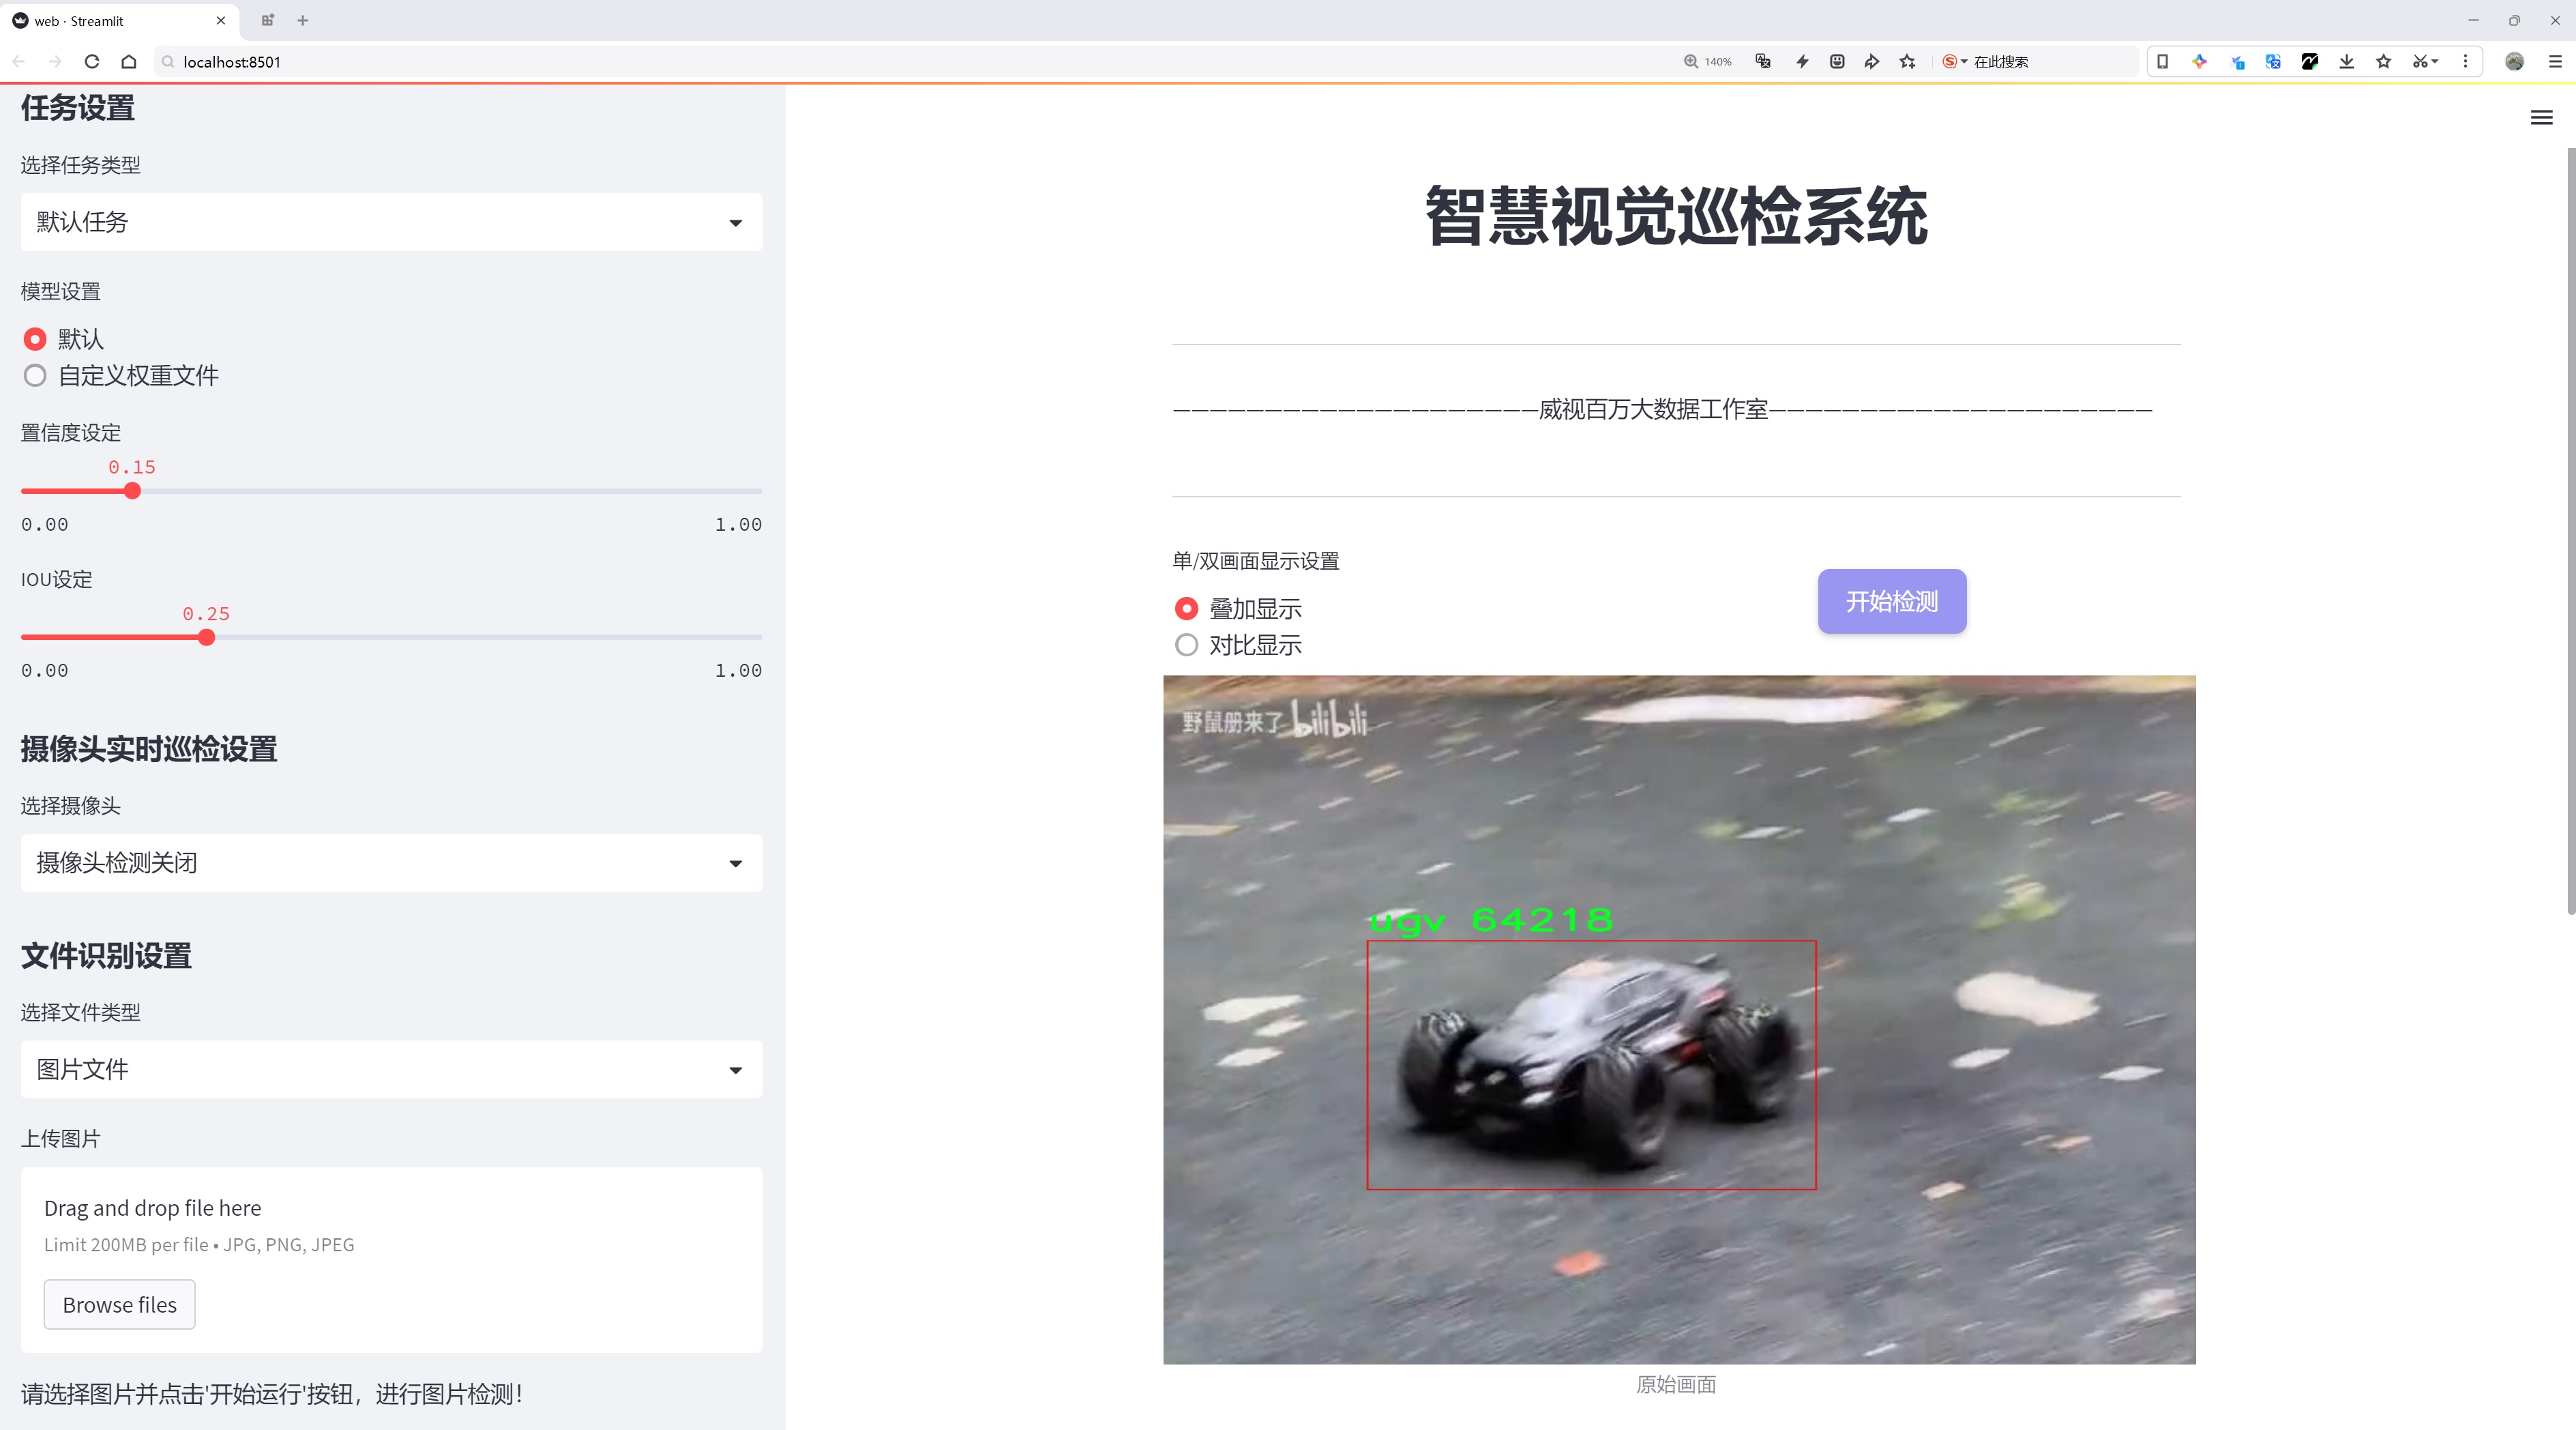 web · Streamlit
localhost:8501
140%
在此搜索
任务设置
选择任务类型
默认任务
模型设置
默认
自定义权重文件
置信度设定
0.15
0.00 1.00
IOU设定
0.25
0.00 1.00
摄像头实时巡检设置
选择摄像头
摄像头检测关闭
文件识别设置
选择文件类型
图片文件
上传图片
Drag and drop file here
Limit 200MB per file • JPG, PNG, JPEG
Browse files
请选择图片并点击'开始运行'按钮，进行图片检测！
智慧视觉巡检系统
————————————————————威视百万大数据工作室—————————————————————
单/双画面显示设置
叠加显示
对比显示
开始检测
野鼠册来了 bilibili
ugv 64218
原始画面